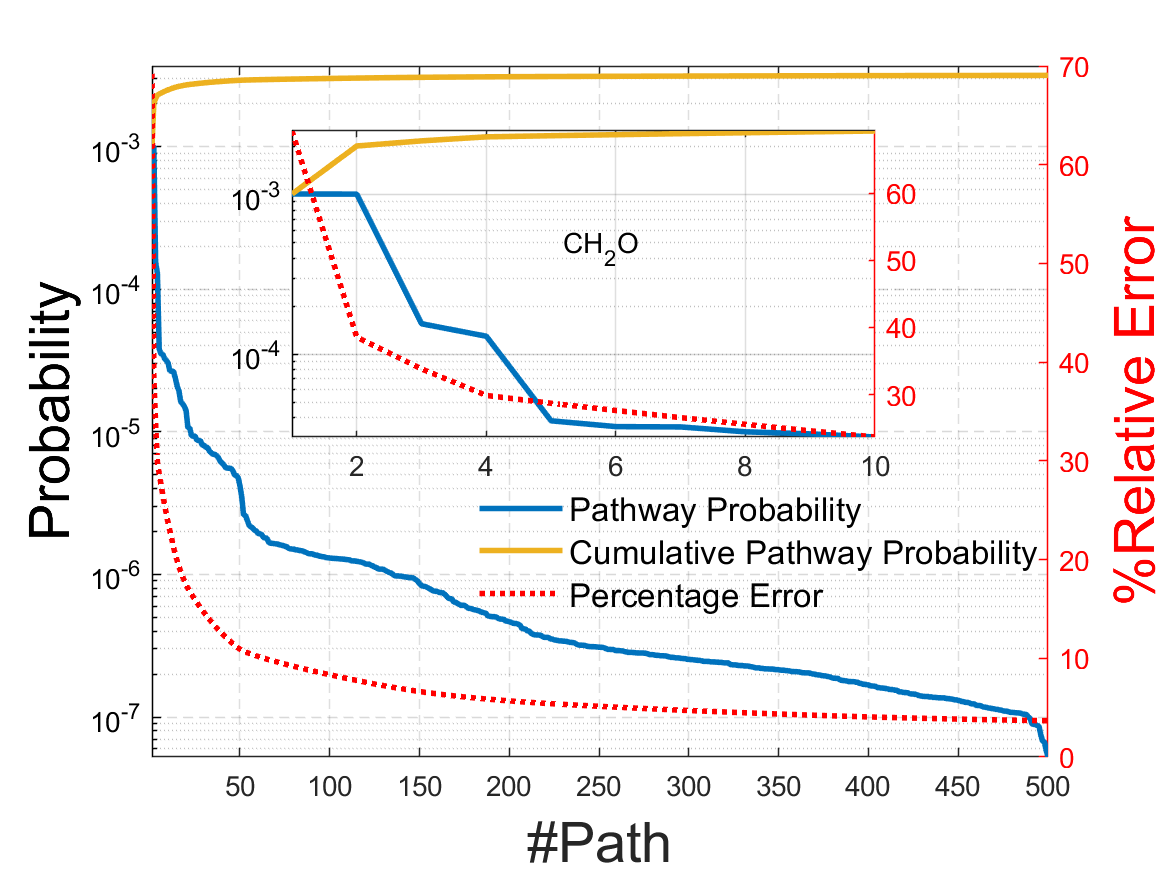 70
60
50
40
30
20
10
0
10-3
10-4
10-5
10-6
10-7
Probability
%Relative Error
10-3
10-4
CH2O
60
50
40
30
2 4 6 8 10
Pathway Probability
Cumulative Pathway Probability
Percentage Error
50 100 150 200 250 300 350 400 450 500
#Path